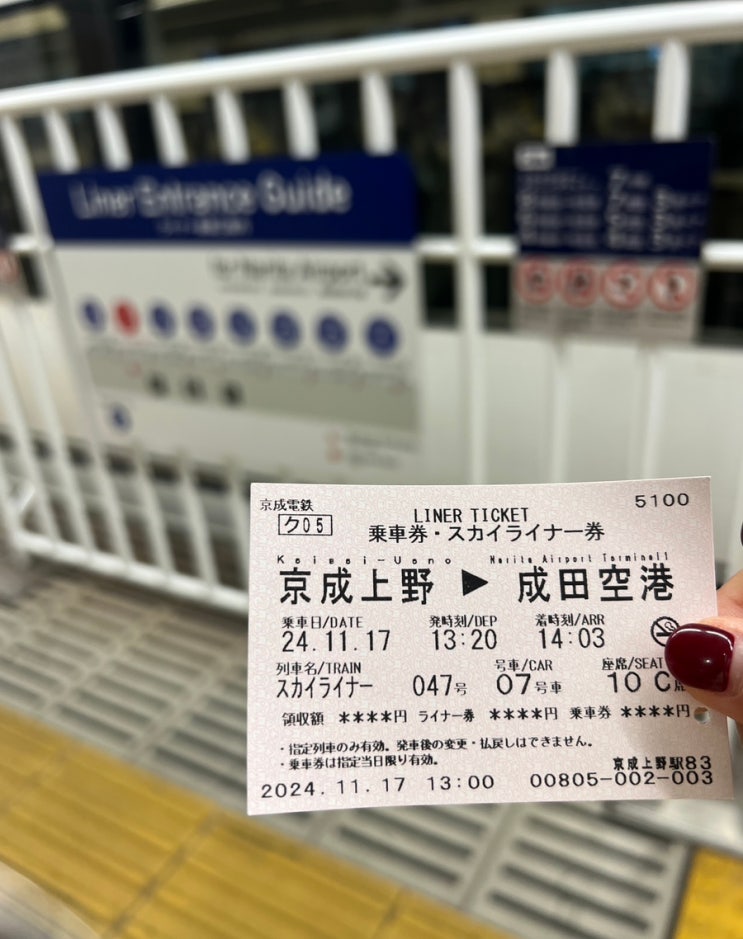 Liner Entrance Guide
to Narita Airport
京成電鉄
ク05
5100
LINER TICKET
乗車券・スカイライナー券
Keisei-Ueno Narita Airport Terminal1
京成上野 ▶ 成田空港
乗車日/DATE 発時刻/DEP 着時刻/ARR
24.11.17 13:20 14:03
列車名/TRAIN 号車/CAR 座席/SEAT
スカイライナー 047号 07号車 10 C席
領収額 ****円 ライナー券 ****円 乗車券 ****円
・指定列車のみ有効。発車後の変更・払戻しはできません。
・乗車券は指定当日限り有効。
京成上野駅83
2024.11.17 13:00 00805-002-003